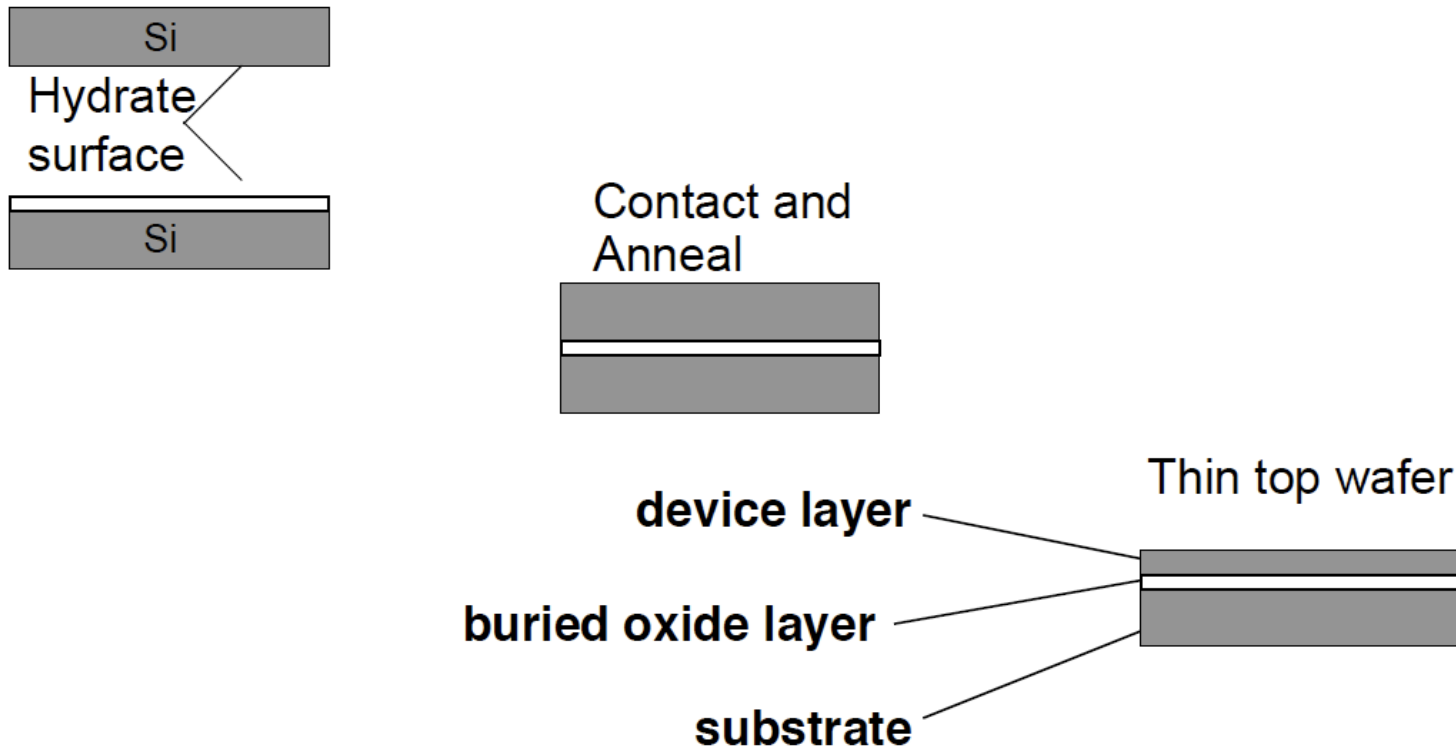 Si
Hydrate
surface
Si
Contact and
Anneal
Thin top wafer
device layer
buried oxide layer
substrate